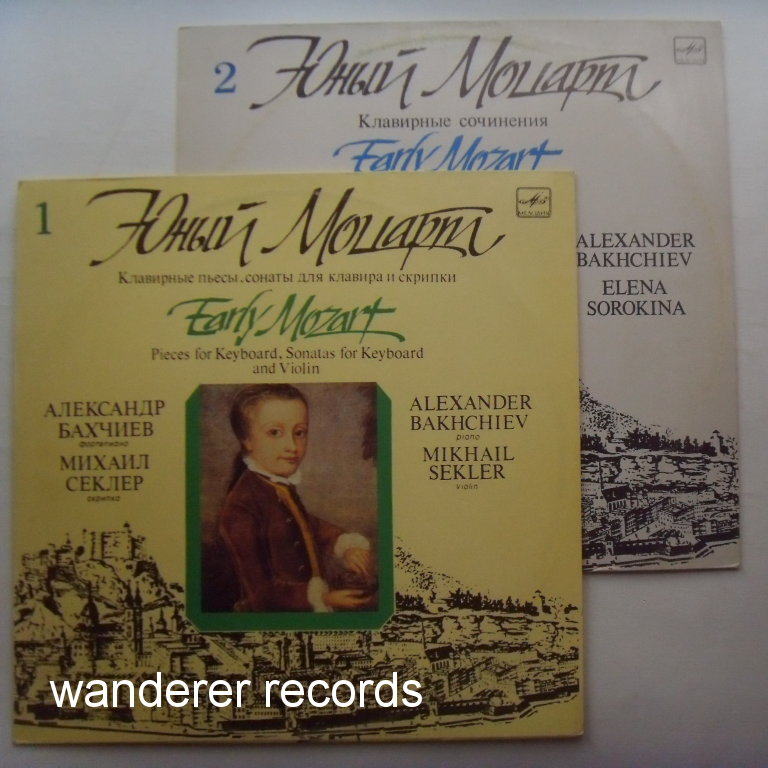 2
Юный Моцарт
Клавирные сочинения
Early Mozart
ALEXANDER
BAKHCHIEV
ELENA
SOROKINA
1
Юный Моцарт
МЕЛОДИЯ
Клавирные пьесы, сонаты для клавира и скрипки
Early Mozart
Pieces for Keyboard, Sonatas for Keyboard
and Violin
АЛЕКСАНДР
БАХЧИЕВ
фортепиано
МИХАИЛ
СЕКЛЕР
скрипка
ALEXANDER
BAKHCHIEV
piano
MIKHAIL
SEKLER
violin
wanderer records